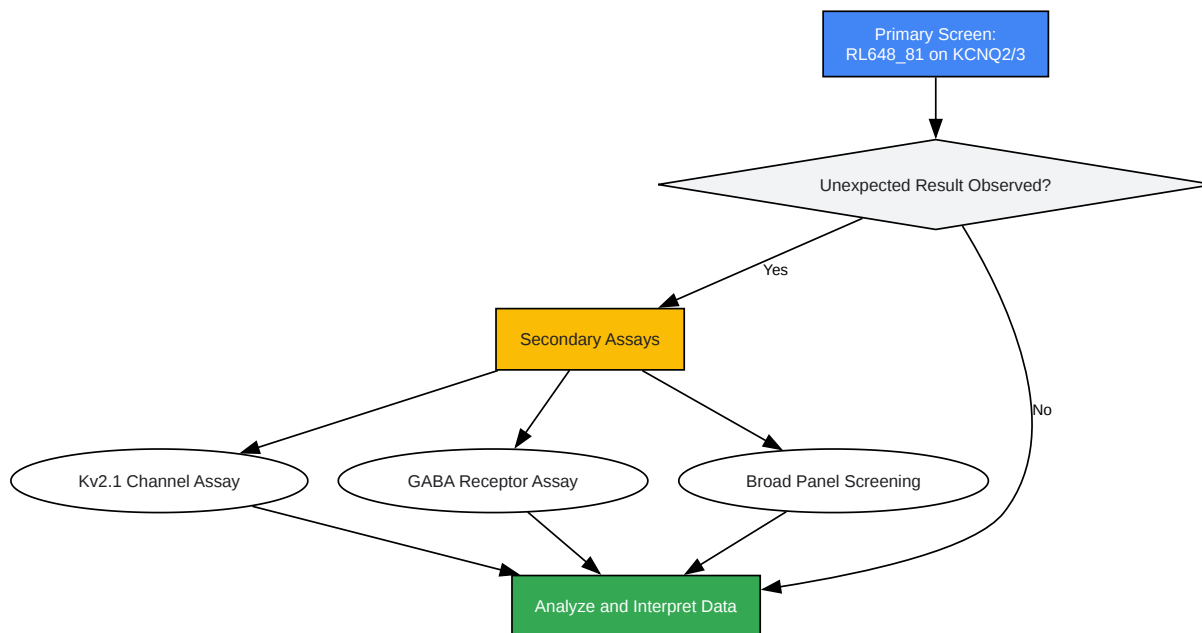 Primary Screen:
RL648_81 on KCNQ2/3
Unexpected Result Observed?
Yes
Secondary Assays
No
Kv2.1 Channel Assay
GABA Receptor Assay
Broad Panel Screening
Analyze and Interpret Data